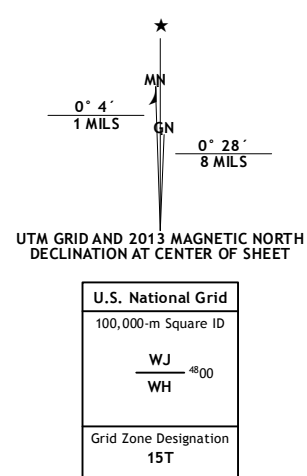 ★
MN
0° 4´
1 MILS
GN
0° 28´
8 MILS
UTM GRID AND 2013 MAGNETIC NORTH
DECLINATION AT CENTER OF SHEET
U.S. National Grid
100,000-m Square ID
WJ
4800
WH
Grid Zone Designation
15T